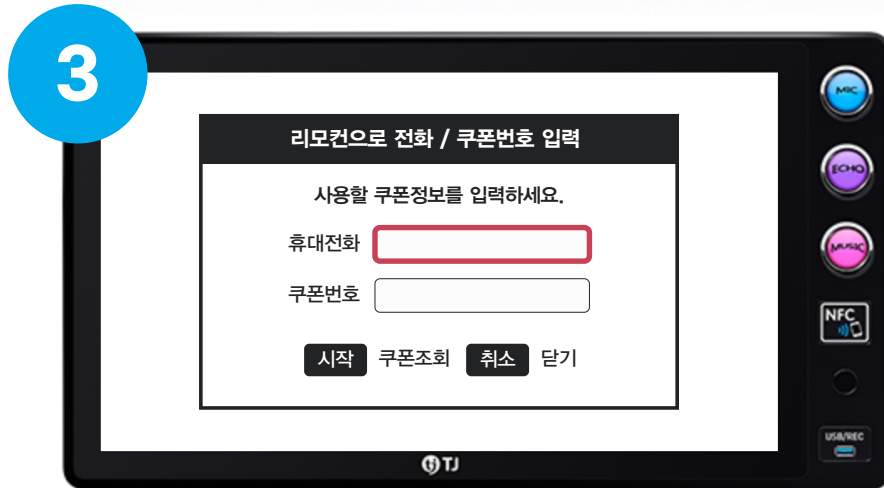 3
리모컨으로 전화 / 쿠폰번호 입력
사용할 쿠폰정보를 입력하세요.
휴대전화
쿠폰번호
시작 쿠폰조회 취소 닫기
MIC
ECHO
MUSIC
NFC
USB/REC
TJ